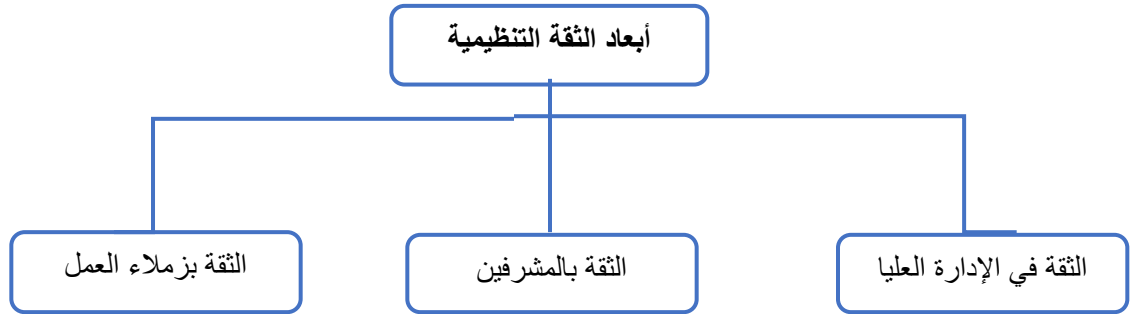 أبعاد الثقة التنظيمية
الثقة في الإدارة العليا
الثقة بالمشرفين
الثقة بزملاء العمل